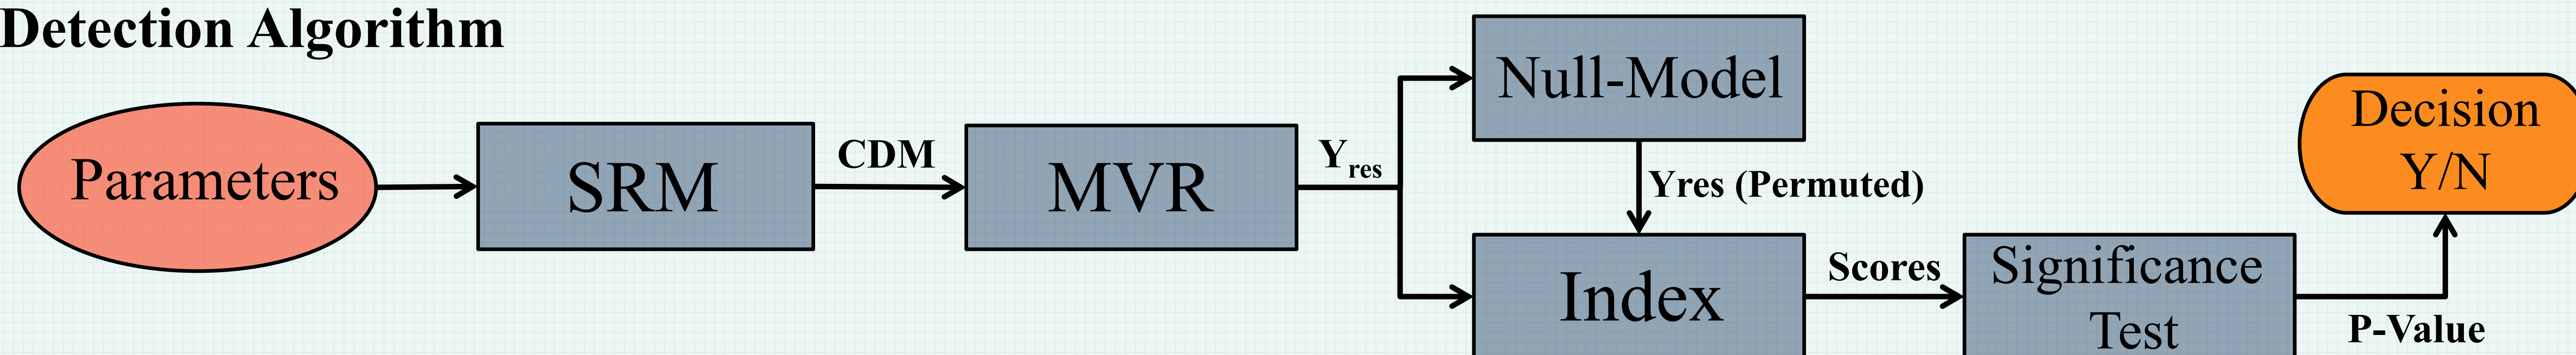 Detection Algorithm
Parameters
SRM
CDM
MVR
Yres
Null-Model
Yres (Permuted)
Index
Scores
Significance
Test
P-Value
Decision
Y/N